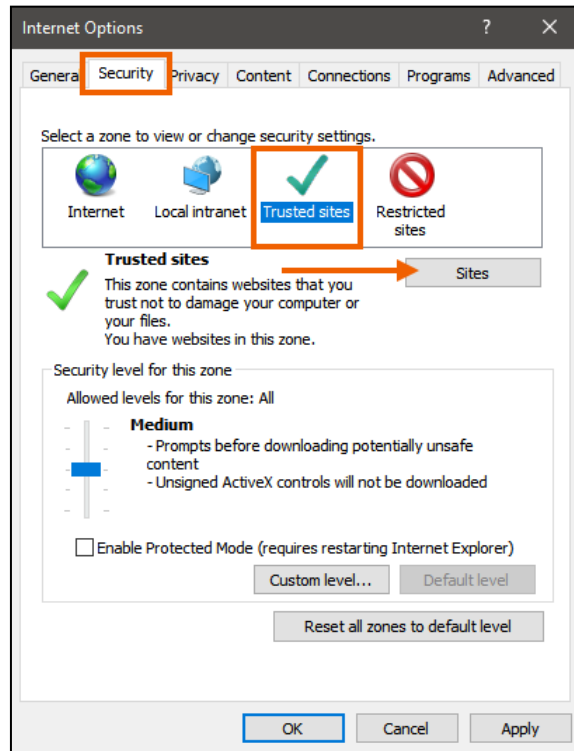 Internet Options ?
General Security Privacy Content Connections Programs Advanced
Select a zone to view or change security settings.
Internet Local intranet Trusted sites Restricted
sites
Trusted sites
Sites
This zone contains websites that you
trust not to damage your computer or
your files.
You have websites in this zone.
Security level for this zone
Allowed levels for this zone: All
Medium
- Prompts before downloading potentially unsafe
content
- Unsigned ActiveX controls will not be downloaded
Enable Protected Mode (requires restarting Internet Explorer)
Custom level... Default level
Reset all zones to default level
OK Cancel Apply